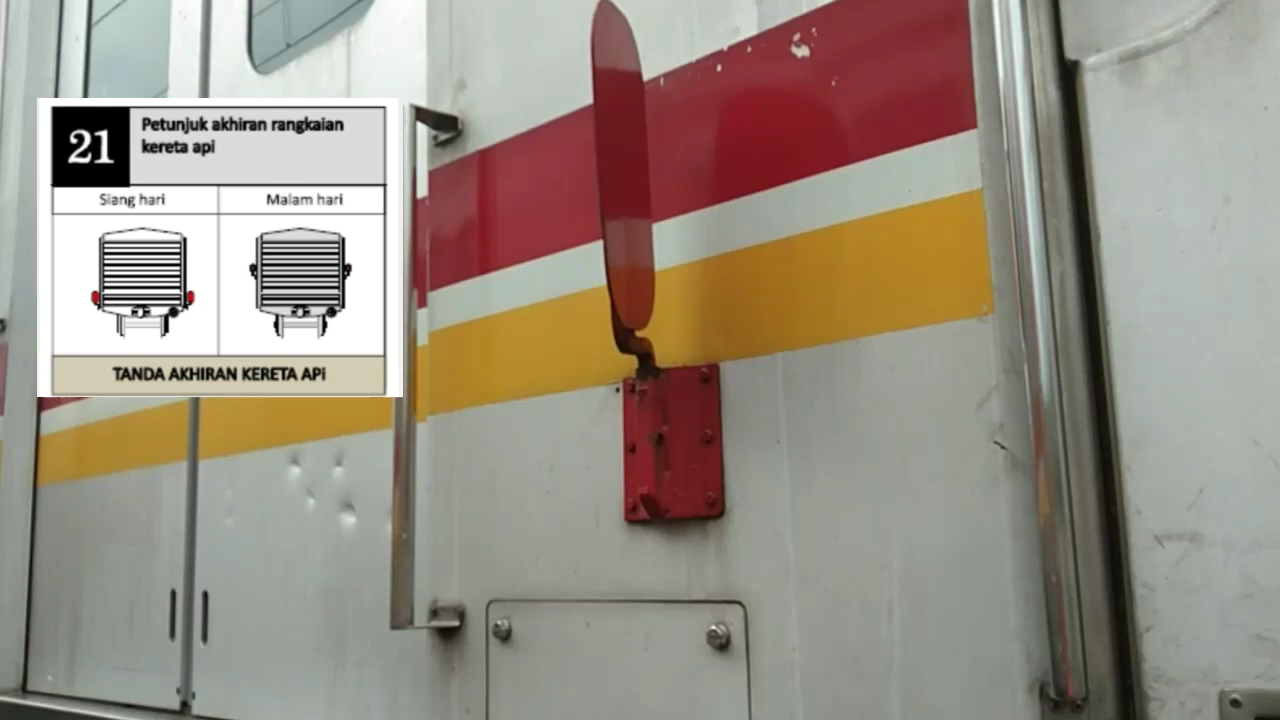 21
Petunjuk akhiran rangkaian
kereta api
Siang hari
Malam hari
TANDA AKHIRAN KERETA APi